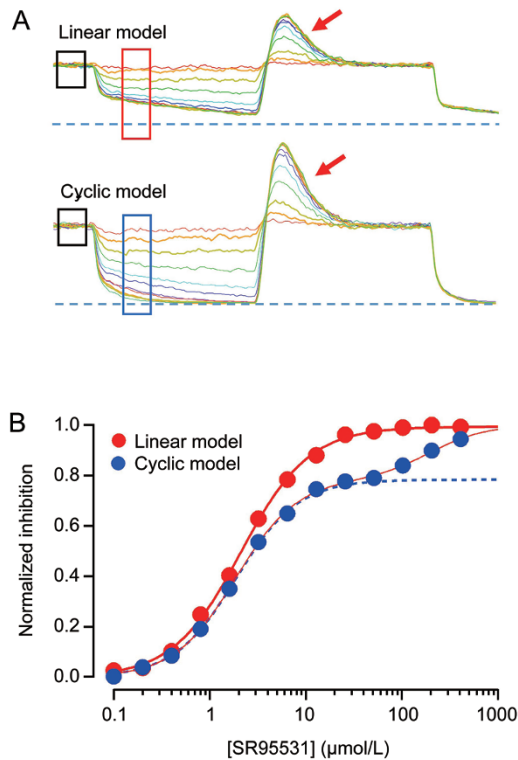 A
Linear model
Cyclic model
B
Normalized inhibition
1.0
0.8
0.6
0.4
0.2
0.0
Linear model
Cyclic model
0.1
1
10
100
1000
[SR95531] (μmol/L)